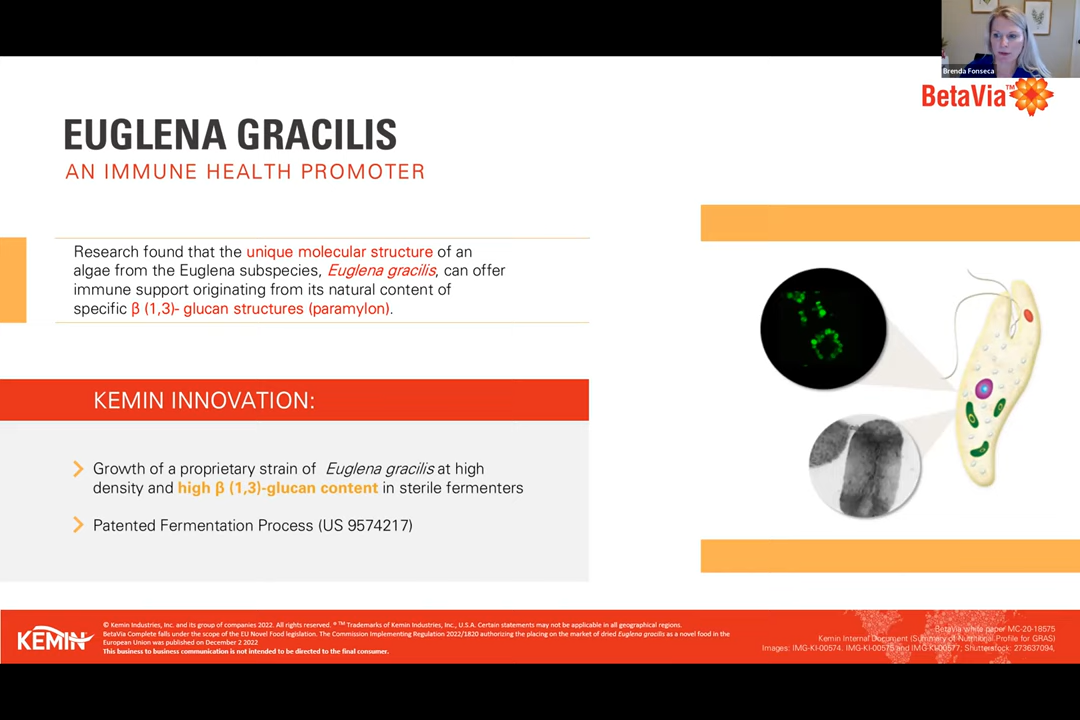 Brenda Fonseca
BetaVia™
EUGLENA GRACILIS
AN IMMUNE HEALTH PROMOTER
Research found that the unique molecular structure of an
algae from the Euglena subspecies, Euglena gracilis, can offer
immune support originating from its natural content of
specific β (1,3)- glucan structures (paramylon).
KEMIN INNOVATION:
Growth of a proprietary strain of Euglena gracilis at high
density and high β (1,3)-glucan content in sterile fermenters
Patented Fermentation Process (US 9574217)
KEMIN
© Kemin Industries, Inc. and its group of companies 2022. All rights reserved. ® ™ Trademarks of Kemin Industries, Inc., U.S.A. Certain statements may not be applicable in all geographical regions.
BetaVia Complete falls under the scope of the EU Novel Food legislation. The Commission Implementing Regulation 2022/1820 authorizing the placing on the market of dried Euglena gracilis as a novel food in the
European Union was published on December 2 2022
This business to business communication is not intended to be directed to the final consumer.
BetaVia white paper MC-20-18575
Kemin Internal Document (Summary of Nutritional Profile for GRAS)
Images: IMG-KI-00574. IMG-KI-00575 and IMG-KI-00577; Shutterstock: 273637094,